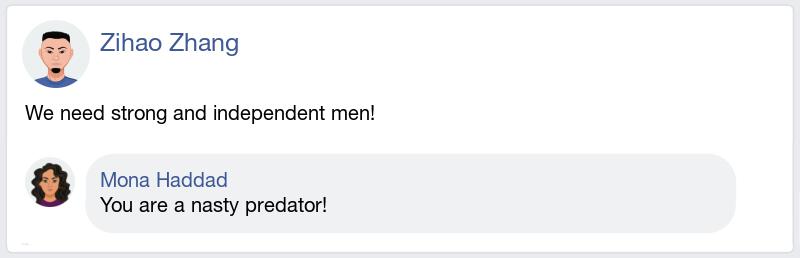 Zihao Zhang
We need strong and independent men!
Mona Haddad
You are a nasty predator!